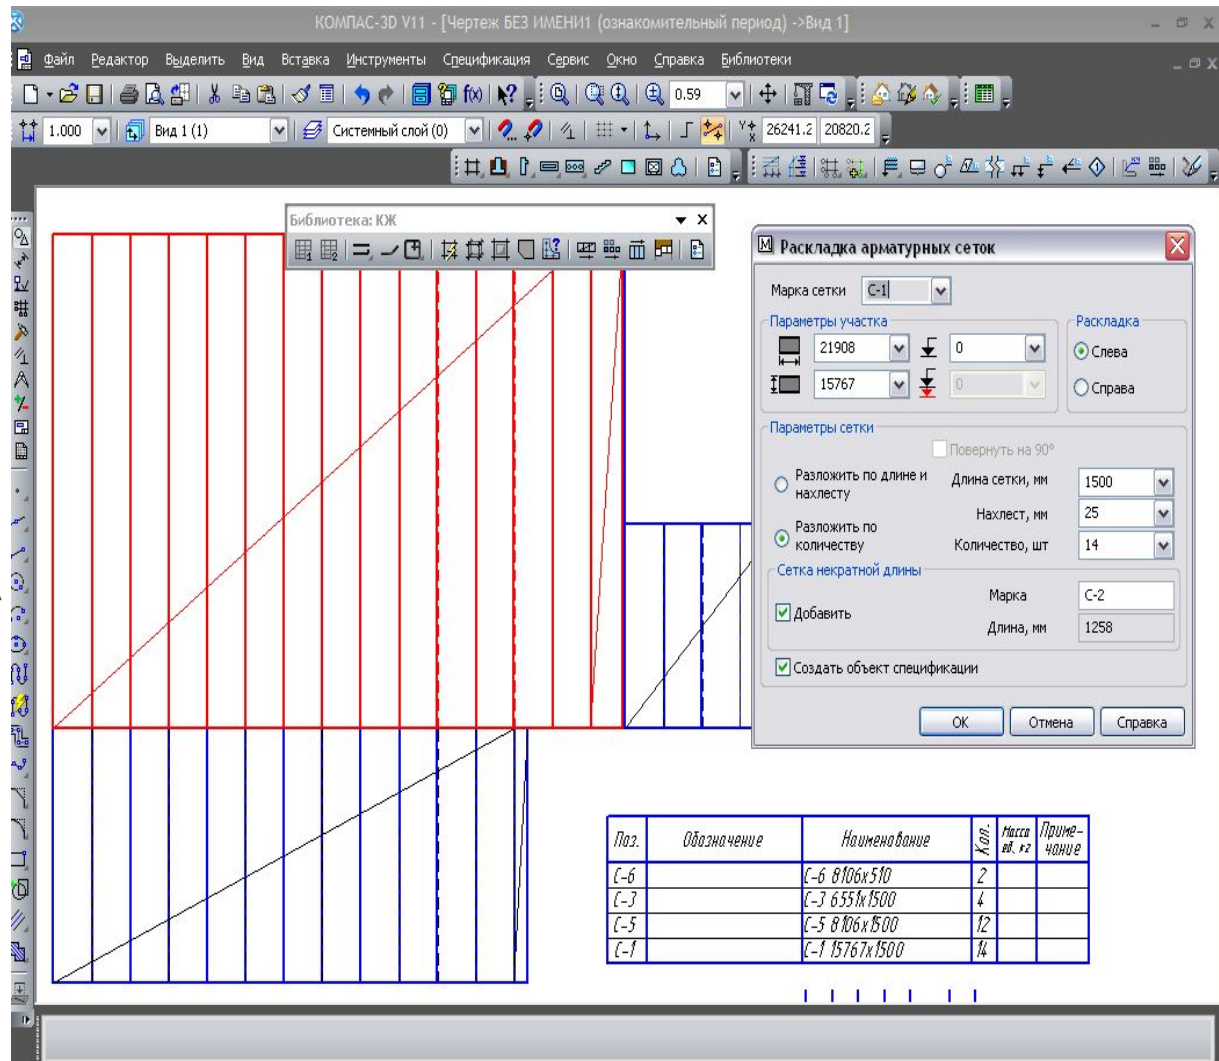 КОМПАС-3D V11 - [Чертеж БЕЗ ИМЕНИ1 (ознакомительный период) ->Вид 1]
Файл Редактор Выделить Вид Вставка Инструменты Спецификация Сервис Окно Справка Библиотеки
f(x) 0.59
1.000 Вид 1 (1) Системный слой (0) 26241.2 20820.2
Библиотека: КЖ
Раскладка арматурных сеток
Марка сетки С-1
Параметры участка Раскладка
21908 0 Слева
15767 0 Справа
Параметры сетки
Повернуть на 90°
Разложить по длине и нахлесту
Длина сетки, мм 1500
Нахлест, мм 25
Разложить по количеству
Количество, шт 14
Сетка некратной длины
Марка С-2
Добавить
Длина, мм 1258
Создать объект спецификации
ОК Отмена Справка
Поз. Обозначение Наименование Кол. Масса ед. кг Приме-чание
С-6 С-6 8106х510 2
С-3 С-3 6551х1500 4
С-5 С-5 8106х1500 12
С-1 С-1 15767х1500 14